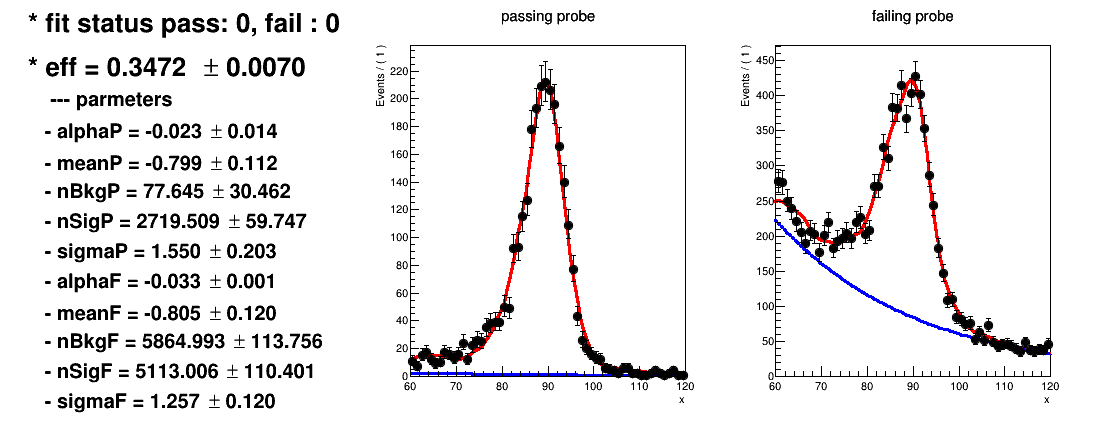 * fit status pass: 0, fail : 0
* eff = 0.3472 ± 0.0070
--- parmeters
- alphaP = -0.023 ± 0.014
- meanP = -0.799 ± 0.112
- nBkgP = 77.645 ± 30.462
- nSigP = 2719.509 ± 59.747
- sigmaP = 1.550 ± 0.203
- alphaF = -0.033 ± 0.001
- meanF = -0.805 ± 0.120
- nBkgF = 5864.993 ± 113.756
- nSigF = 5113.006 ± 110.401
- sigmaF = 1.257 ± 0.120
passing probe
Events / ( 1 )
220
200
180
160
140
120
100
80
60
40
20
0
60 70 80 90 100 110 120
x
failing probe
Events / ( 1 )
450
400
350
300
250
200
150
100
50
0
60 70 80 90 100 110 120
x